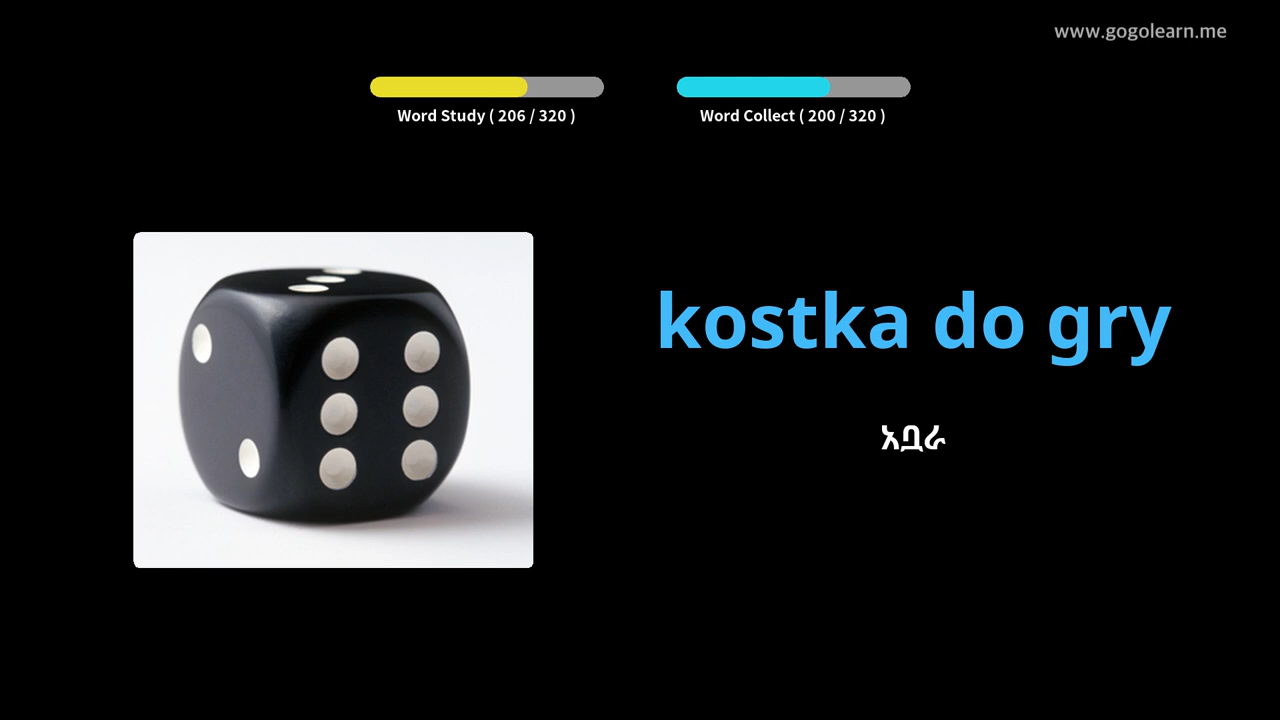 www.gogolearn.me
Word Study ( 206 / 320 )
Word Collect ( 200 / 320 )
kostka do gry
አቧራ